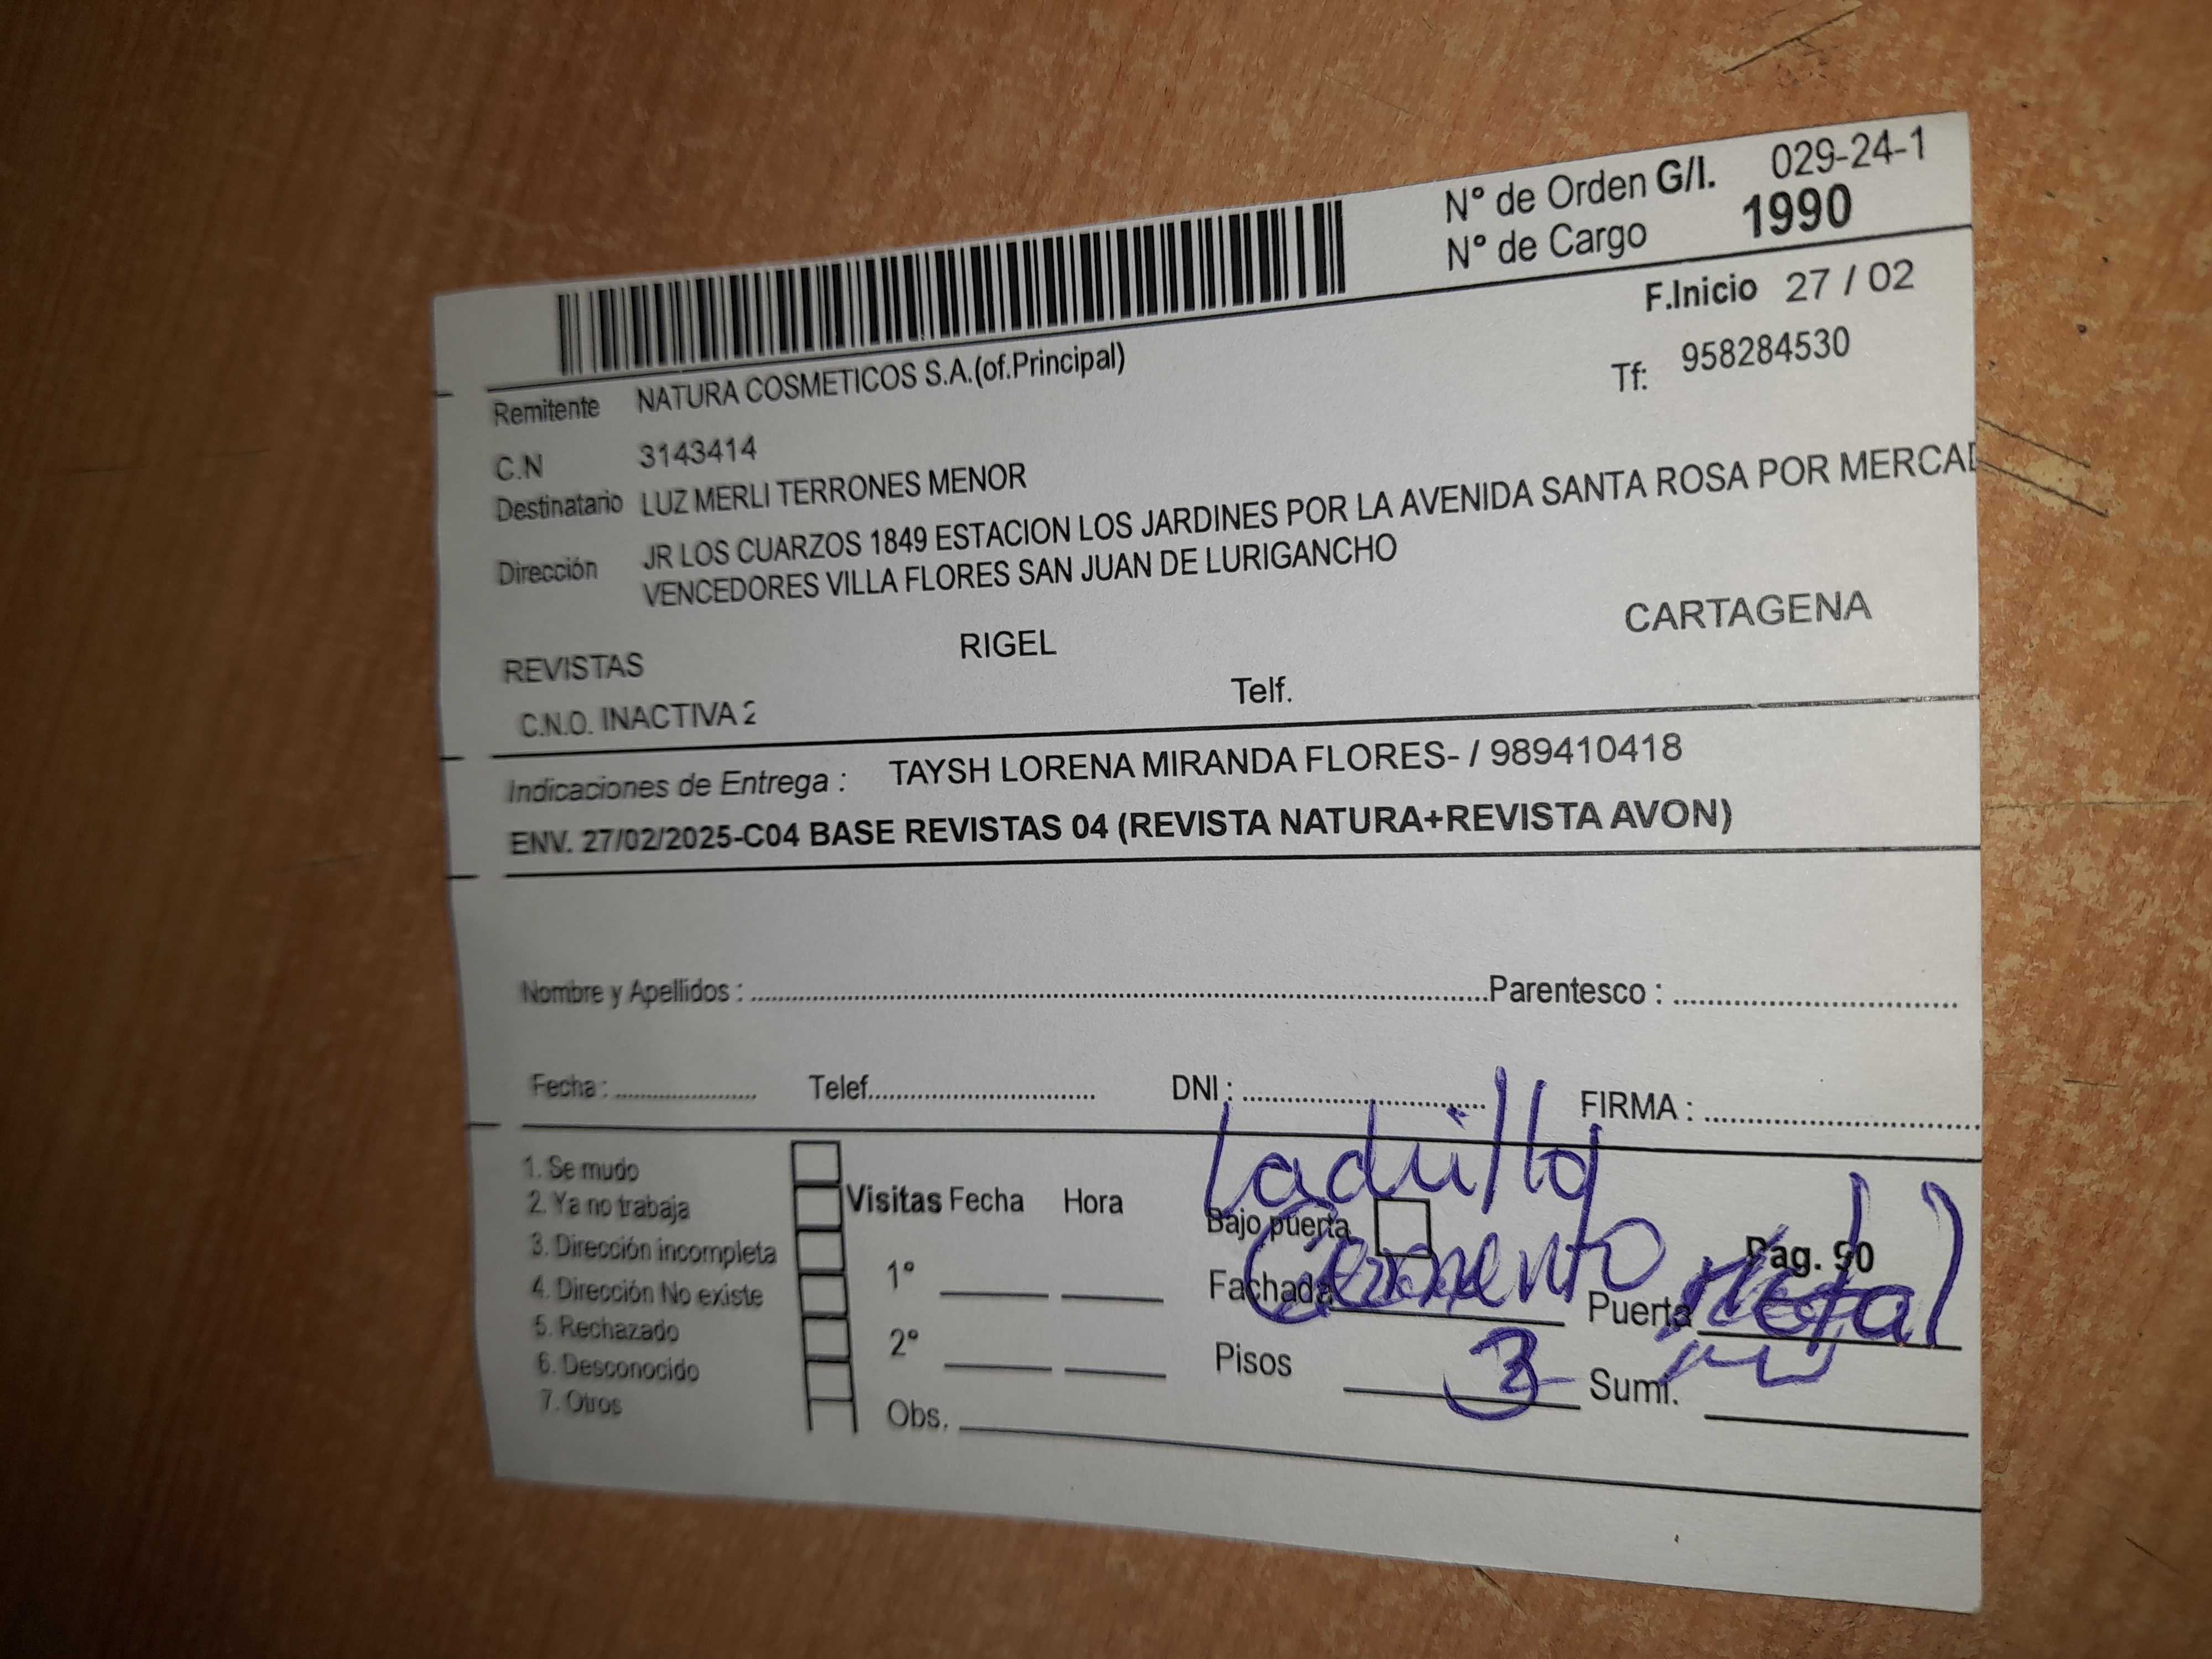 Nº de Orden G/I. 029-24-1
Nº de Cargo 1990
F.Inicio 27 / 02
Remitente NATURA COSMETICOS S.A.(of.Principal)
Tf: 958284530
C.N 3143414
Destinatario LUZ MERLI TERRONES MENOR
Dirección JR LOS CUARZOS 1849 ESTACION LOS JARDINES POR LA AVENIDA SANTA ROSA POR MERCAD
VENCEDORES VILLA FLORES SAN JUAN DE LURIGANCHO
REVISTAS RIGEL CARTAGENA
C.N.O. INACTIVA 2 Telf.
Indicaciones de Entrega : TAYSH LORENA MIRANDA FLORES- / 989410418
ENV. 27/02/2025-C04 BASE REVISTAS 04 (REVISTA NATURA+REVISTA AVON)
Nombre y Apellidos : Parentesco :
Fecha : Telef. DNI : FIRMA :
Ladrillo
1. Se mudo
2. Ya no trabaja
Visitas Fecha Hora Bajo puerta Pag. 90
3. Dirección incompleta
4. Dirección No existe
1º Fachada Cemento Puerta Metal
5. Rechazado
6. Desconocido
2º Pisos 3 Sumi.
7. Otros
Obs.